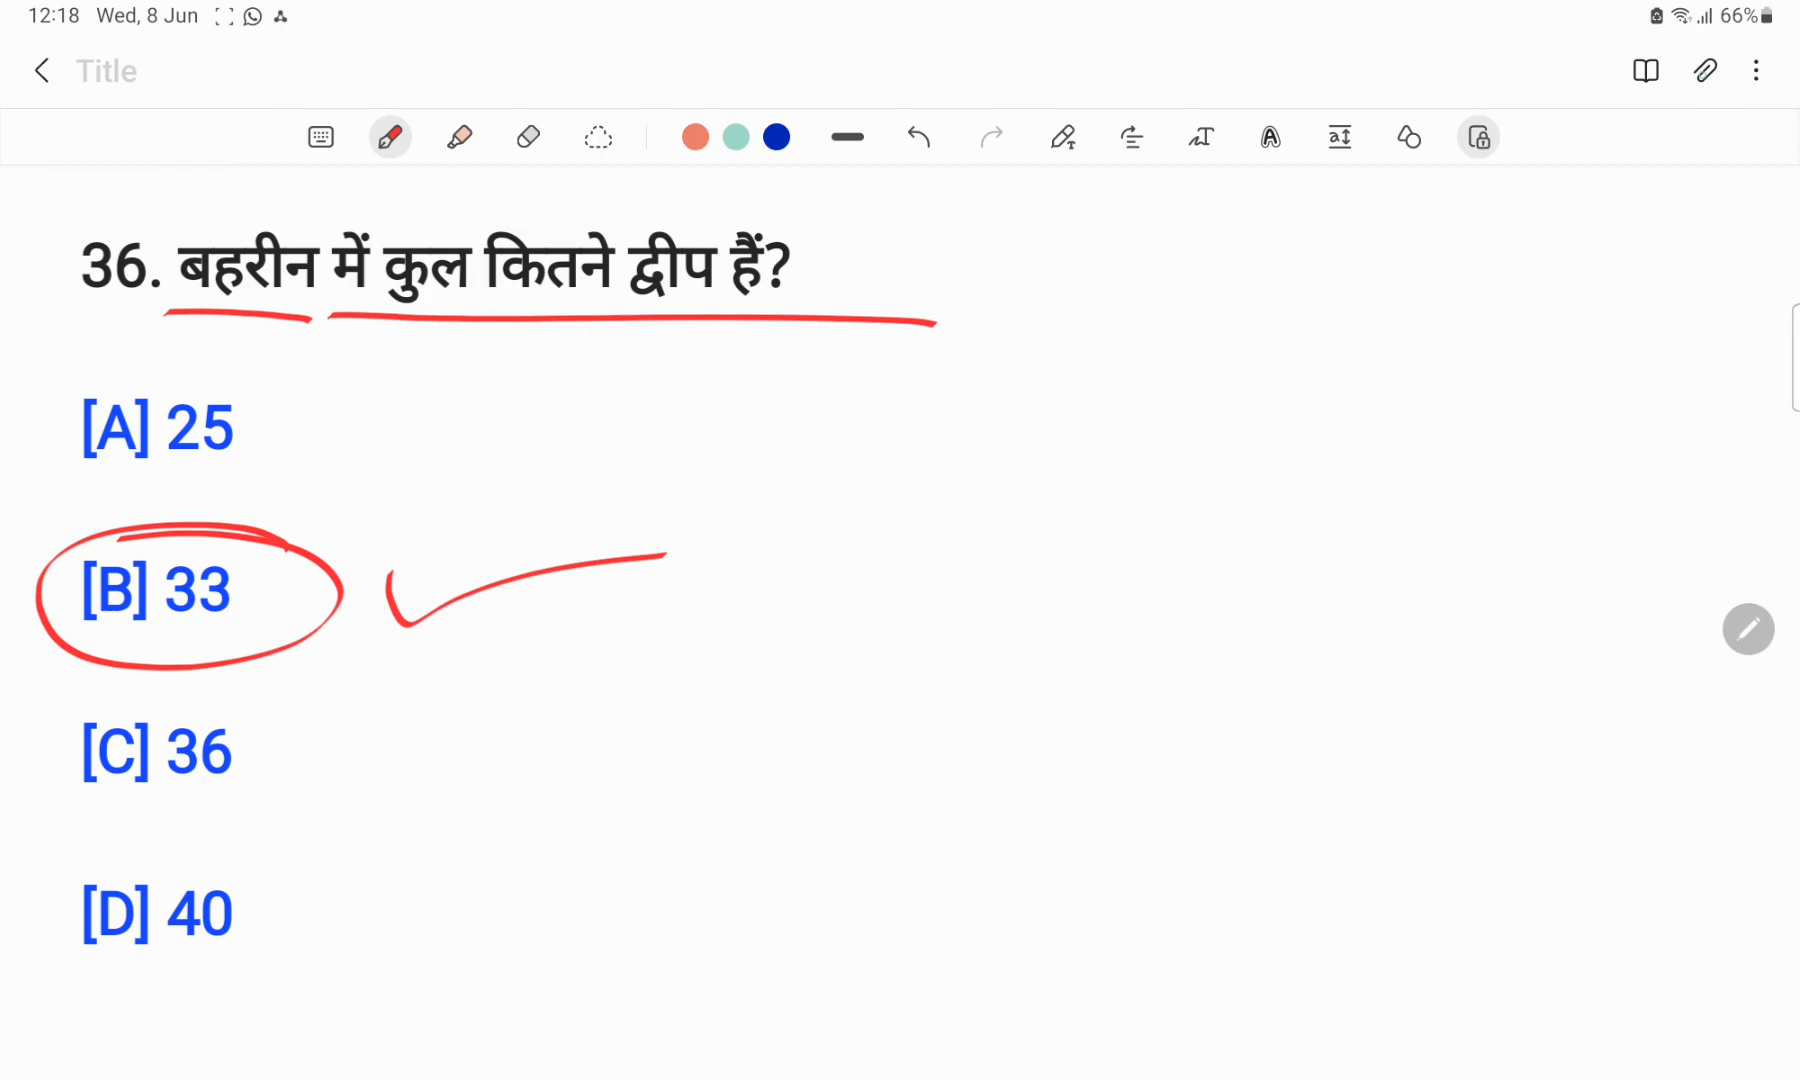 12:18 Wed, 8 Jun
66%
Title
36. बहरीन में कुल कितने द्वीप हैं?
[A] 25
[B] 33
[C] 36
[D] 40